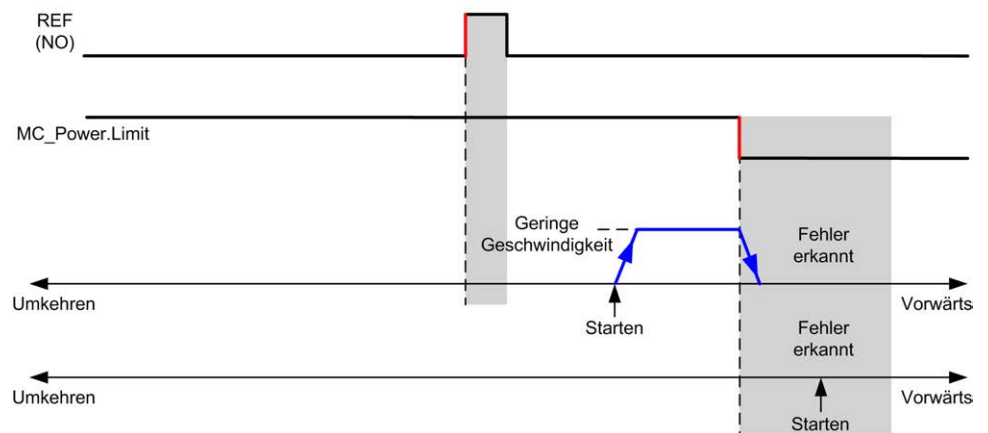 REF
(NO)
MC_Power.Limit
Geringe
Geschwindigkeit
Fehler
erkannt
Umkehren
Vorwärts
Starten
Fehler
erkannt
Umkehren
Vorwärts
Starten